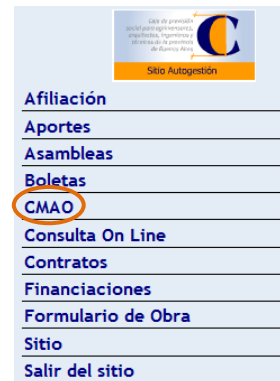 Caja de previsión
social para agrimensores,
arquitectos, ingenieros y
técnicos de la provincia
de Buenos Aires
Sitio Autogestión
Afiliación
Aportes
Asambleas
Boletas
CMAO
Consulta On Line
Contratos
Financiaciones
Formulario de Obra
Sitio
Salir del sitio